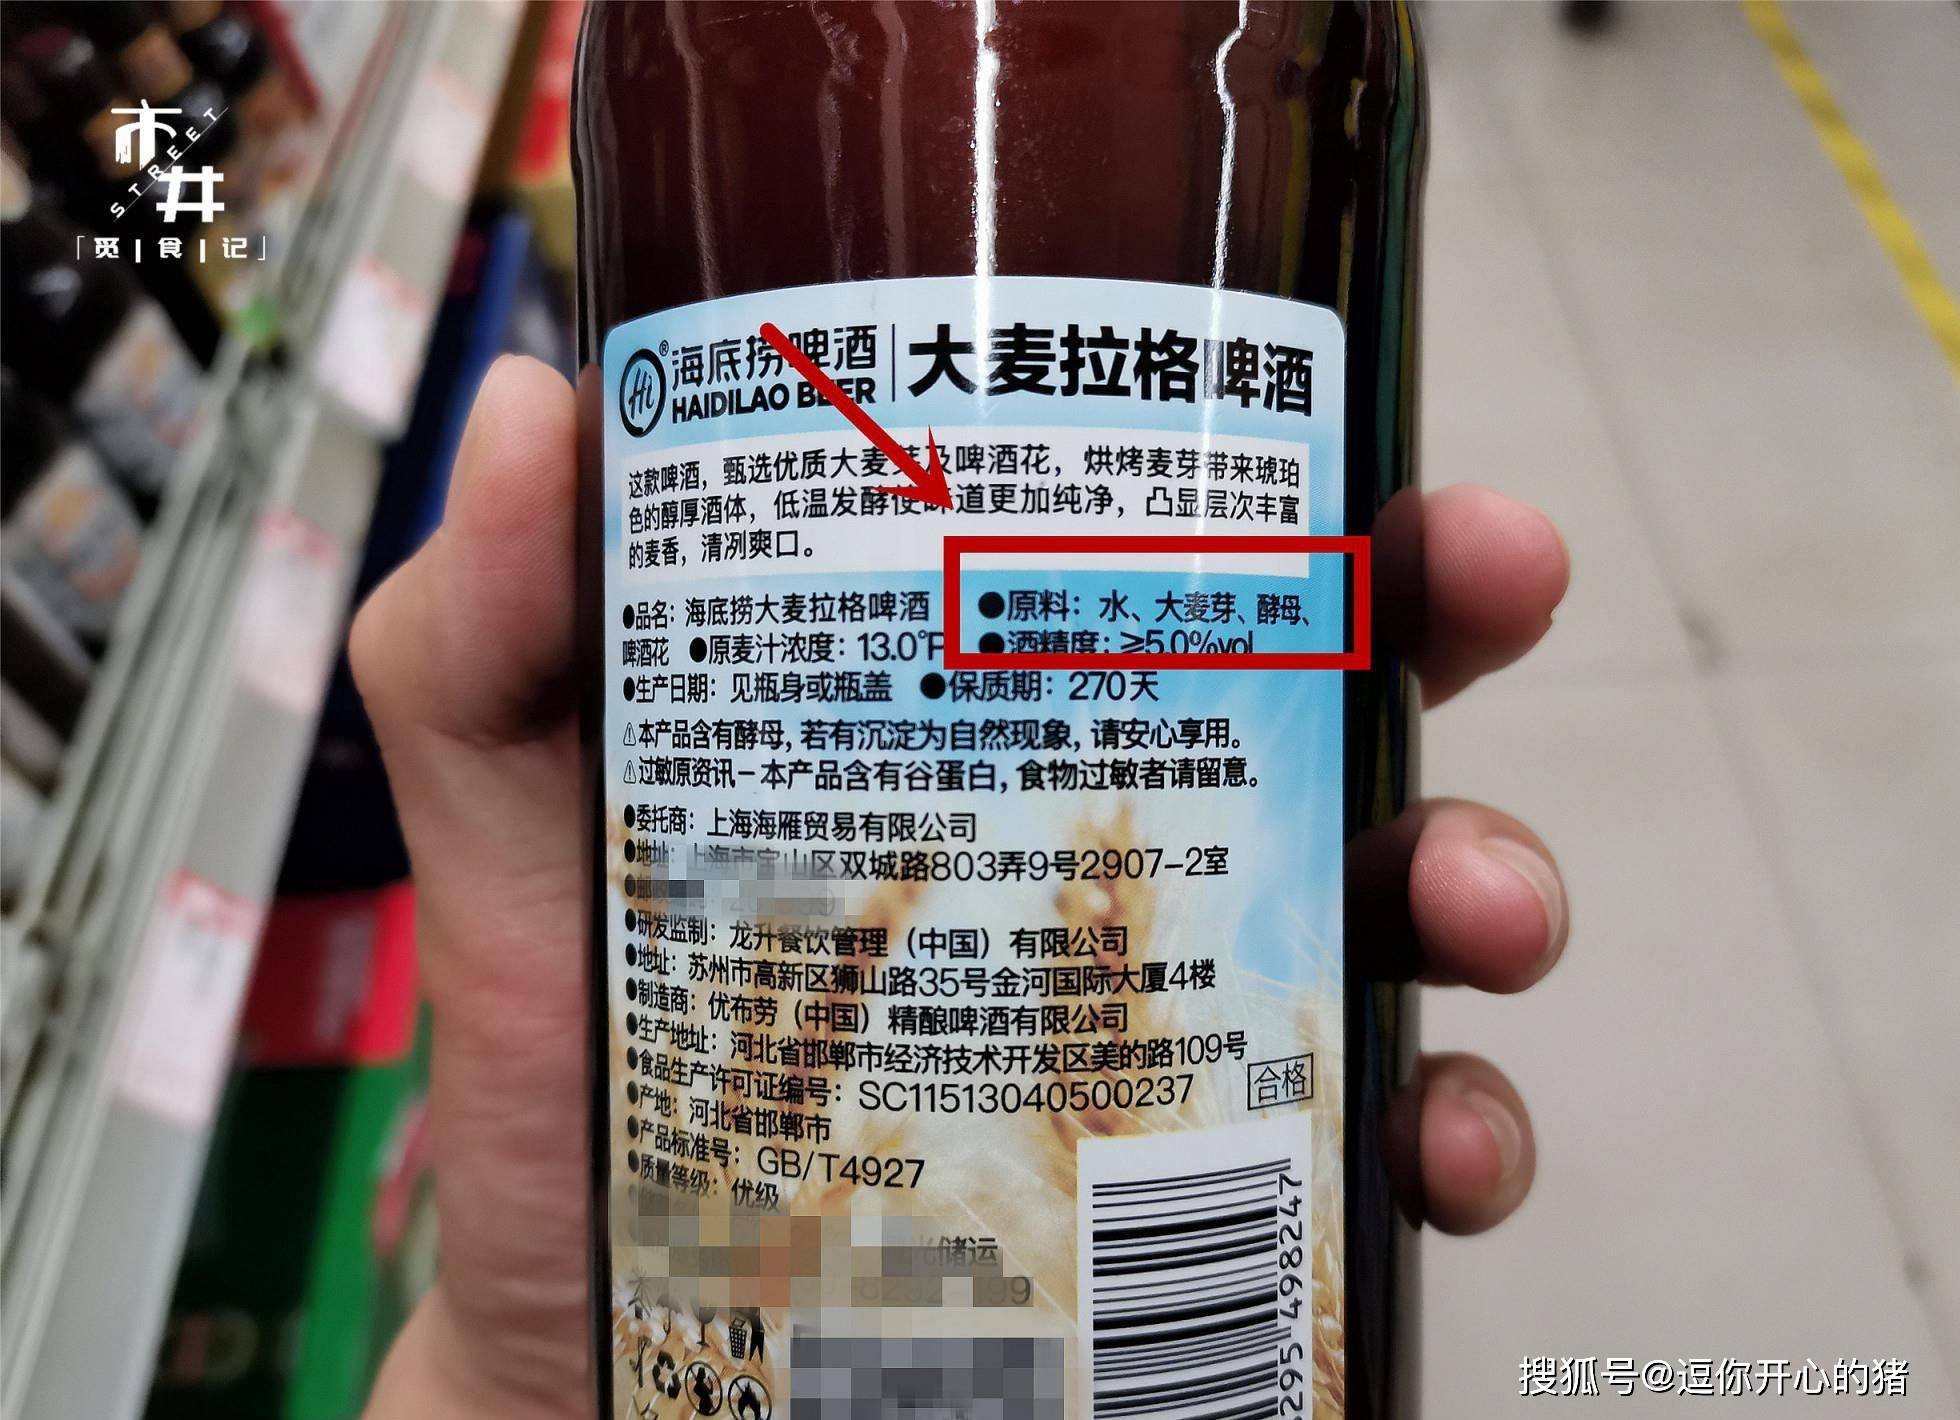 市井
STREET
「觅|食|记」
Hi®海底捞啤酒 大麦拉格啤酒
HAIDILAO BEER
这款啤酒，甄选优质大麦芽及啤酒花，烘烤麦芽带来琥珀
色的醇厚酒体，低温发酵使味道更加纯净，凸显层次丰富
的麦香，清冽爽口。
●品名：海底捞大麦拉格啤酒 ●原料：水、大麦芽、酵母、
啤酒花 ●原麦汁浓度：13.0°P ●酒精度：≥5.0%vol
●生产日期：见瓶身或瓶盖 ●保质期：270天
⚠本产品含有酵母，若有沉淀为自然现象，请安心享用。
⚠过敏原资讯－本产品含有谷蛋白，食物过敏者请留意。
●委托商：上海海雁贸易有限公司
●地址：上海市宝山区双城路803弄9号2907-2室
●研发监制：龙升餐饮管理（中国）有限公司
●地址：苏州市高新区狮山路35号金河国际大厦4楼
●制造商：优布劳（中国）精酿啤酒有限公司
●生产地址：河北省邯郸市经济技术开发区美的路109号
●食品生产许可证编号：SC11513040500237
合格
●产地：河北省邯郸市
●产品标准号：GB/T4927
●质量等级：优级
储运
295 498247
搜狐号@逗你开心的猪